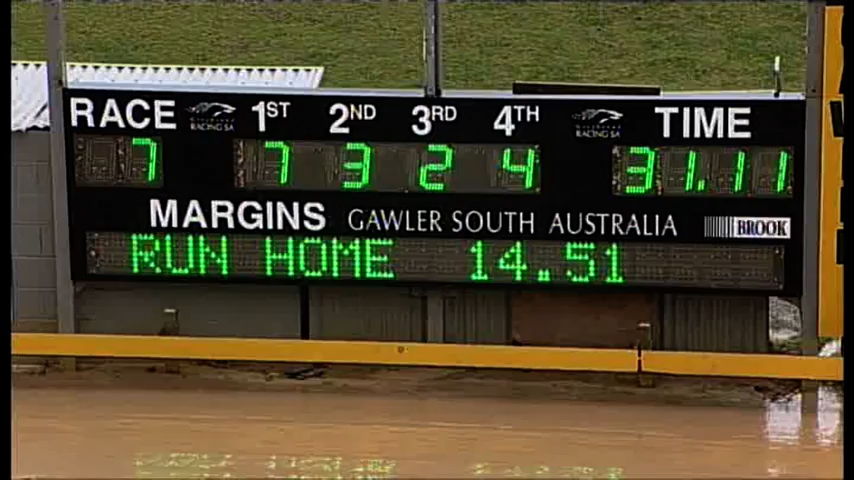 RACE RACING SA 1ST 2ND 3RD 4TH RACING SA TIME
7 7 3 2 4 31.11
MARGINS GAWLER SOUTH AUSTRALIA BROOK
RUN HOME 14.51